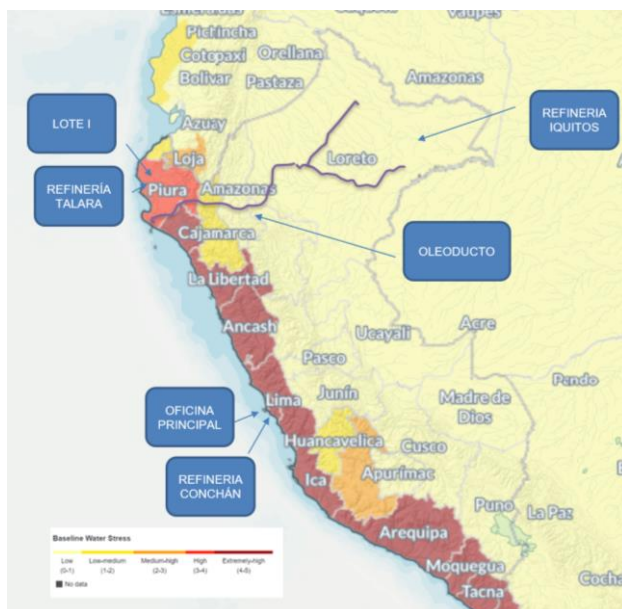 Pichincha
Vaupés
Cotopaxi
Orellana
Bolívar
Pastaza
Amazonas
LOTE I
Azuay
REFINERIA
IQUITOS
Loja
Loreto
REFINERÍA
TALARA
Piura
Amazonas
Cajamarca
OLEODUCTO
La Libertad
Ancash
Ucayali
Acre
Pasco
Pando
Junín
Madre de
Dios
OFICINA
PRINCIPAL
Lima
Huancavelica
Cusco
REFINERIA
CONCHÁN
Ica
Apurímac
Puno
La Paz
Arequipa
Moquegua
Tacna
Baseline Water Stress
Low Low-medium Medium-high High Extremely-high
(0-1) (1-2) (2-3) (3-4) (4-5)
No data